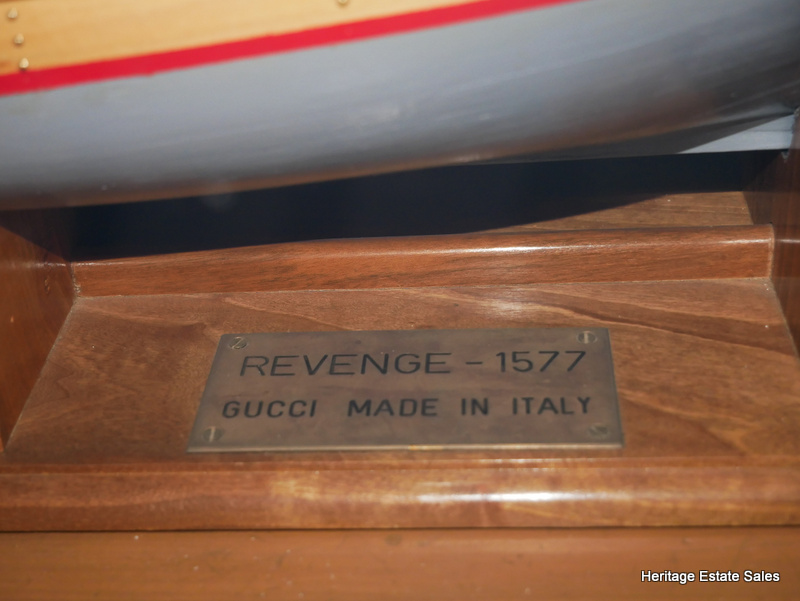 REVENGE - 1577
GUCCI MADE IN ITALY
Heritage Estate Sales